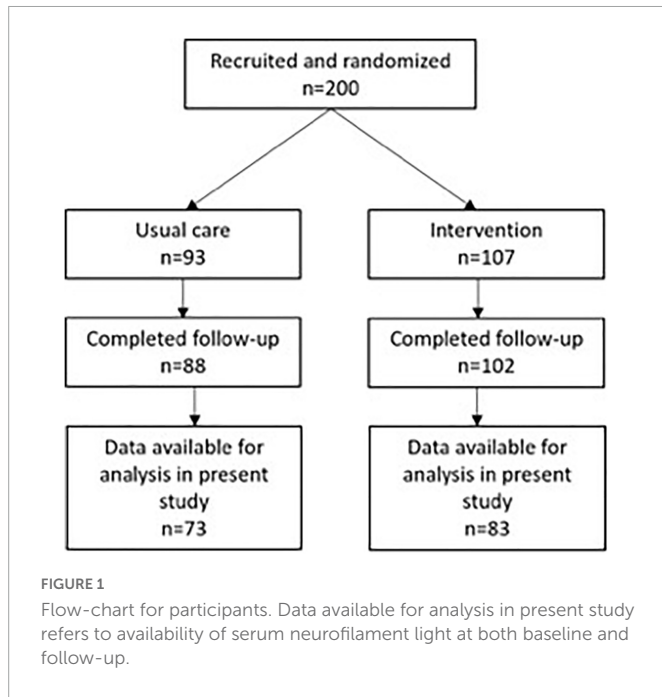 Recruited and randomized
n=200
Usual care
n=93
Intervention
n=107
Completed follow-up
n=88
Completed follow-up
n=102
Data available for
analysis in present
study
n=73
Data available for
analysis in present
study
n=83
FIGURE 1
Flow-chart for participants. Data available for analysis in present study
refers to availability of serum neurofilament light at both baseline and
follow-up.